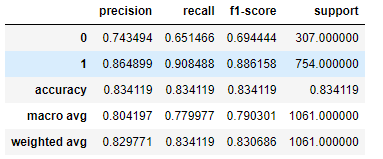 precision recall f1-score support
0 0.743494 0.651466 0.694444 307.000000
1 0.864899 0.908488 0.886158 754.000000
accuracy 0.834119 0.834119 0.834119 0.834119
macro avg 0.804197 0.779977 0.790301 1061.000000
weighted avg 0.829771 0.834119 0.830686 1061.000000